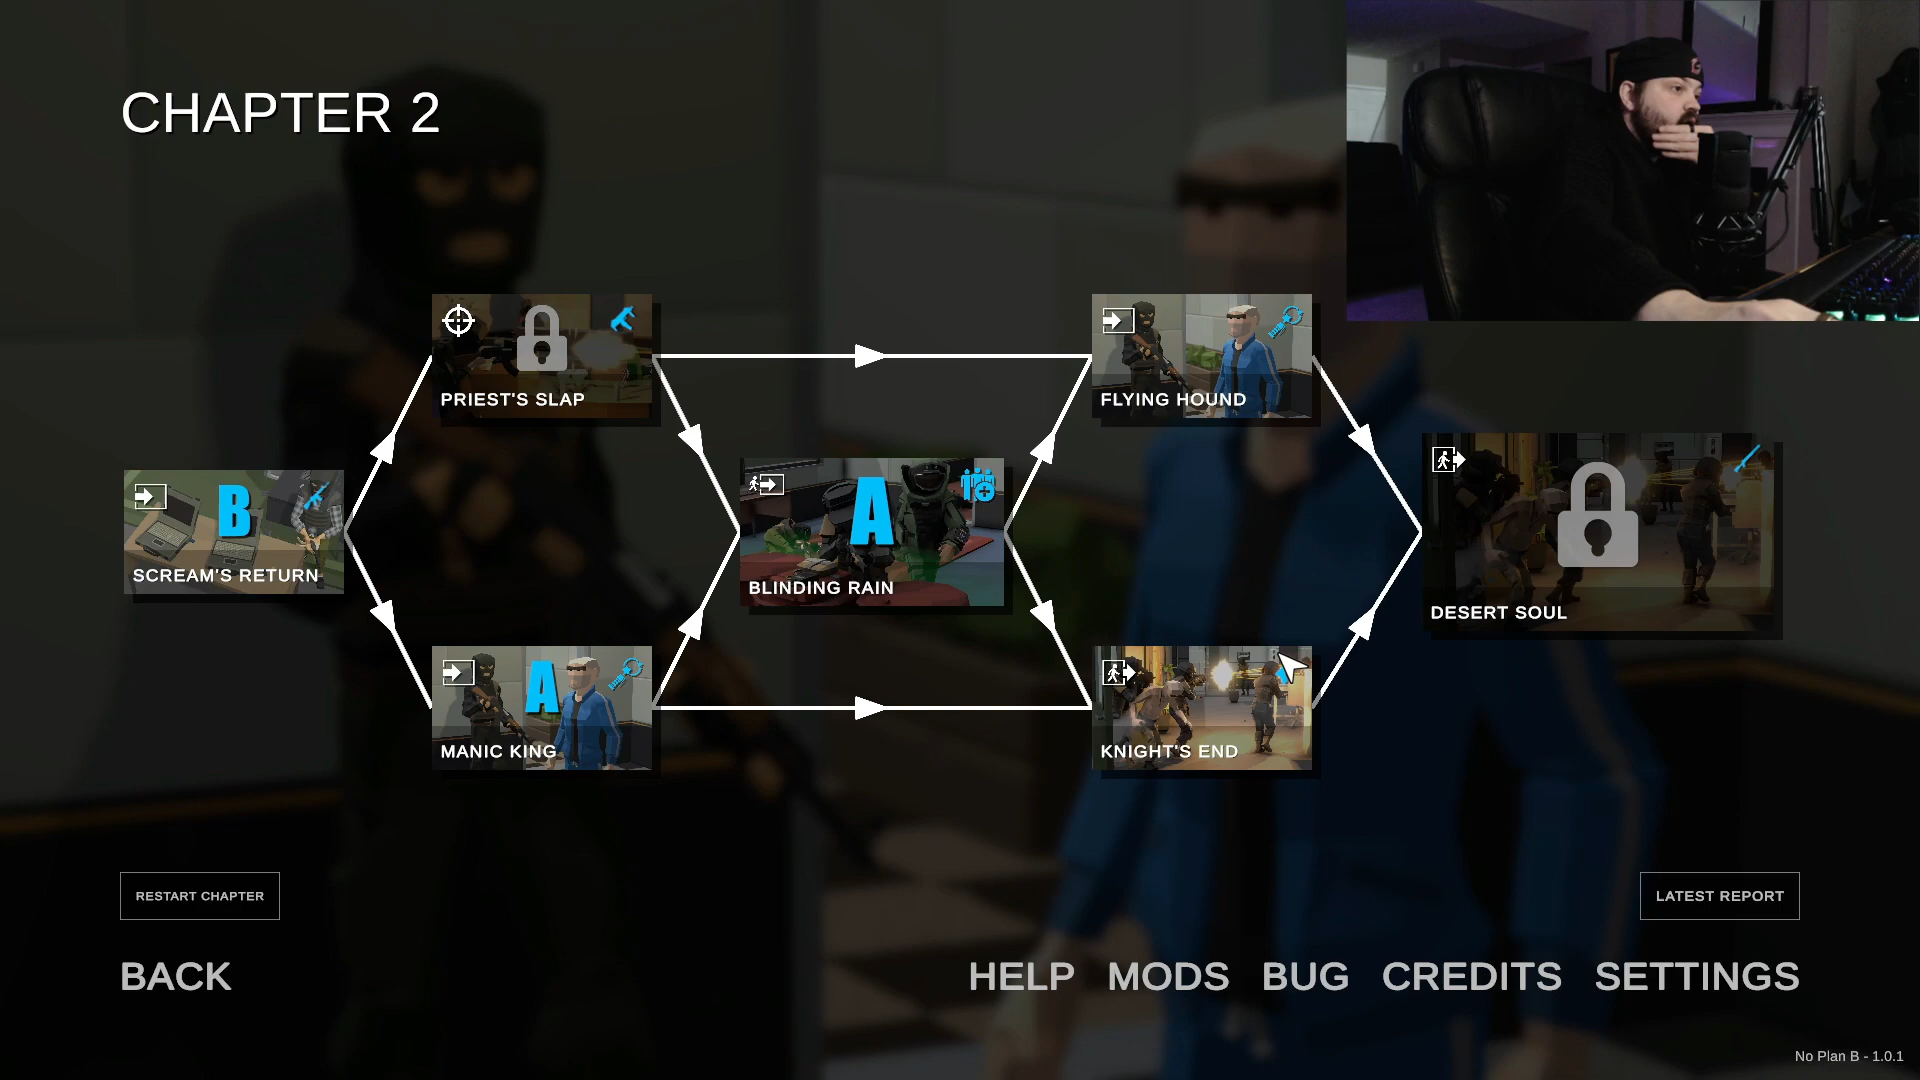 CHAPTER 2
PRIEST'S SLAP
FLYING HOUND
B
SCREAM'S RETURN
A
BLINDING RAIN
DESERT SOUL
A
MANIC KING
KNIGHT'S END
RESTART CHAPTER
LATEST REPORT
BACK
HELP MODS BUG CREDITS SETTINGS
No Plan B - 1.0.1